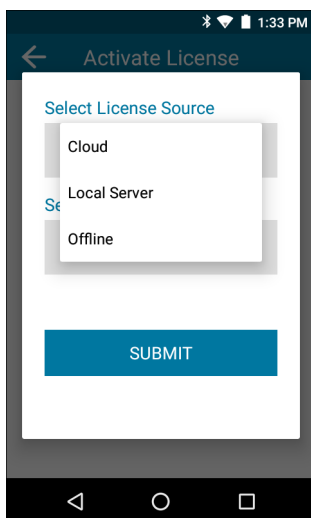 1:33 PM
Activate License
Select License Source
Cloud
Local Server
Se
Offline
SUBMIT